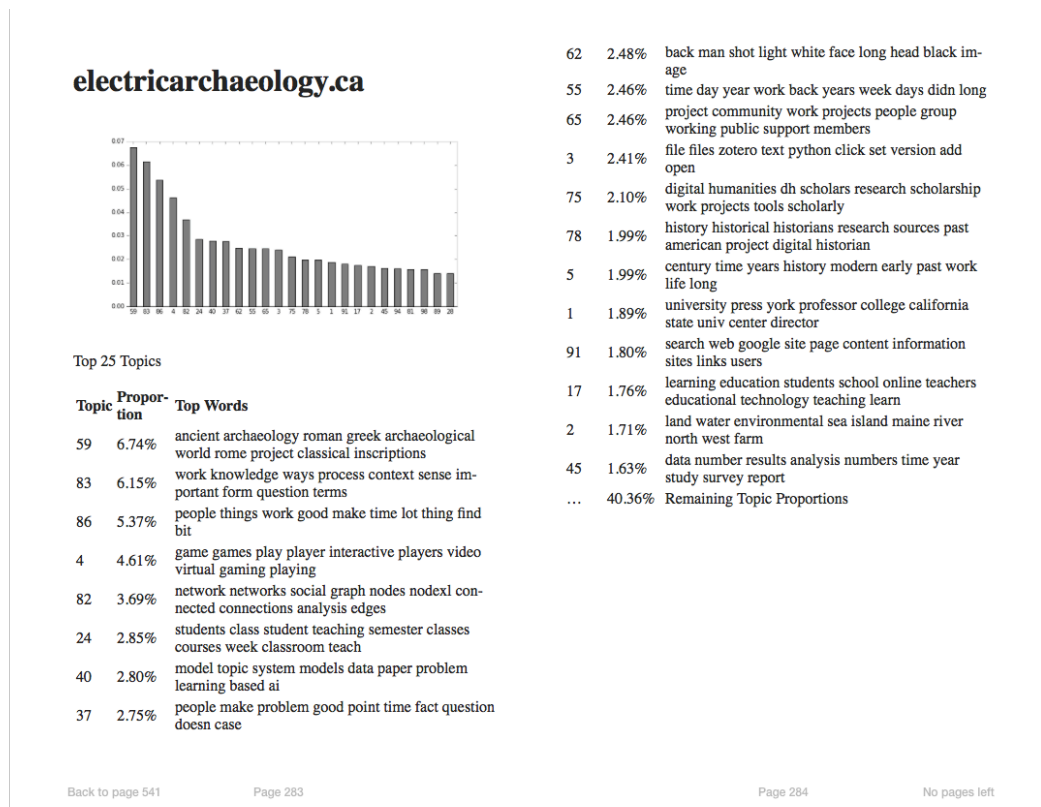 electricarchaeology.ca
0.07
0.06
0.05
0.04
0.03
0.02
0.01
0.00
59 83 86 4 82 24 40 37 62 55 65 3 75 78 5 1 91 17 2 45 94 81 98 89 28
Top 25 Topics
Topic Propor-
tion Top Words
59 6.74% ancient archaeology roman greek archaeological
world rome project classical inscriptions
83 6.15% work knowledge ways process context sense im-
portant form question terms
86 5.37% people things work good make time lot thing find
bit
4 4.61% game games play player interactive players video
virtual gaming playing
82 3.69% network networks social graph nodes nodexl con-
nected connections analysis edges
24 2.85% students class student teaching semester classes
courses week classroom teach
40 2.80% model topic system models data paper problem
learning based ai
37 2.75% people make problem good point time fact question
doesn case
62 2.48% back man shot light white face long head black im-
age
55 2.46% time day year work back years week days didn long
65 2.46% project community work projects people group
working public support members
3 2.41% file files zotero text python click set version add
open
75 2.10% digital humanities dh scholars research scholarship
work projects tools scholarly
78 1.99% history historical historians research sources past
american project digital historian
5 1.99% century time years history modern early past work
life long
1 1.89% university press york professor college california
state univ center director
91 1.80% search web google site page content information
sites links users
17 1.76% learning education students school online teachers
educational technology teaching learn
2 1.71% land water environmental sea island maine river
north west farm
45 1.63% data number results analysis numbers time year
study survey report
... 40.36% Remaining Topic Proportions
Back to page 541 Page 283 Page 284 No pages left